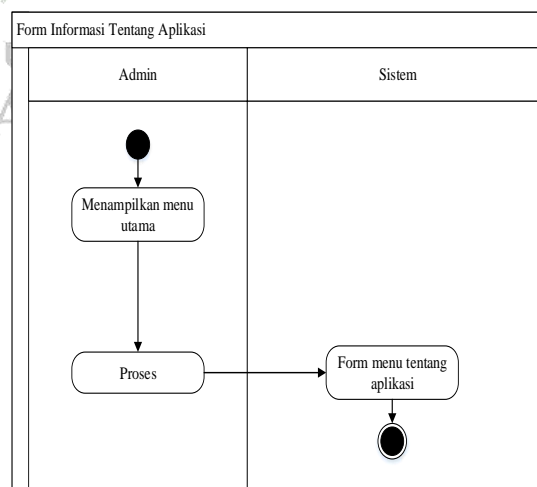 Form Informasi Tentang Aplikasi
Admin
Sistem
Menampilkan menu
utama
Proses
Form menu tentang
aplikasi